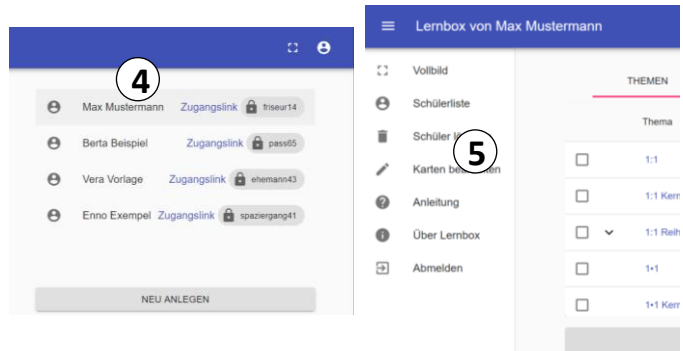 4
Max Mustermann Zugangslink friseur14
Berta Beispiel Zugangslink pass65
Vera Vorlage Zugangslink ehemann43
Enno Exempel Zugangslink spaziergang41
NEU ANLEGEN
Lernbox von Max Mustermann
Vollbild
Schülerliste
Schüler
5
Karten
Anleitung
Über Lernbox
Abmelden
THEMEN
Thema
1:1
1:1 Kern
1:1 Reih
1•1
1•1 Kern